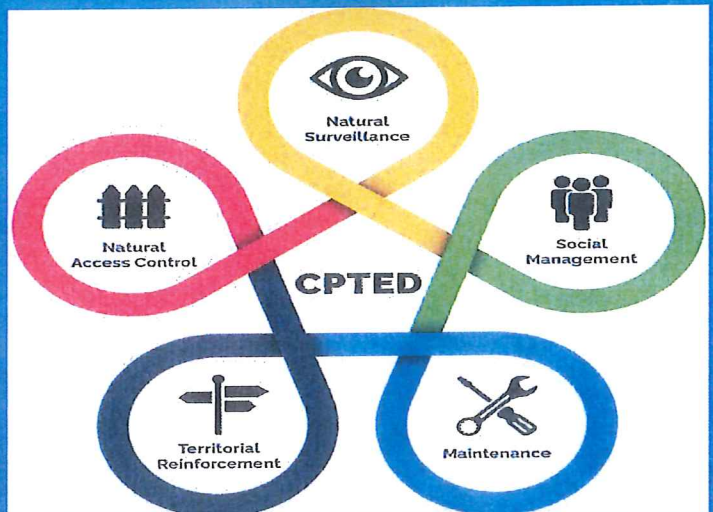 Natural
Surveillance
Natural
Access Control
Social
Management
CPTED
Territorial
Reinforcement
Maintenance